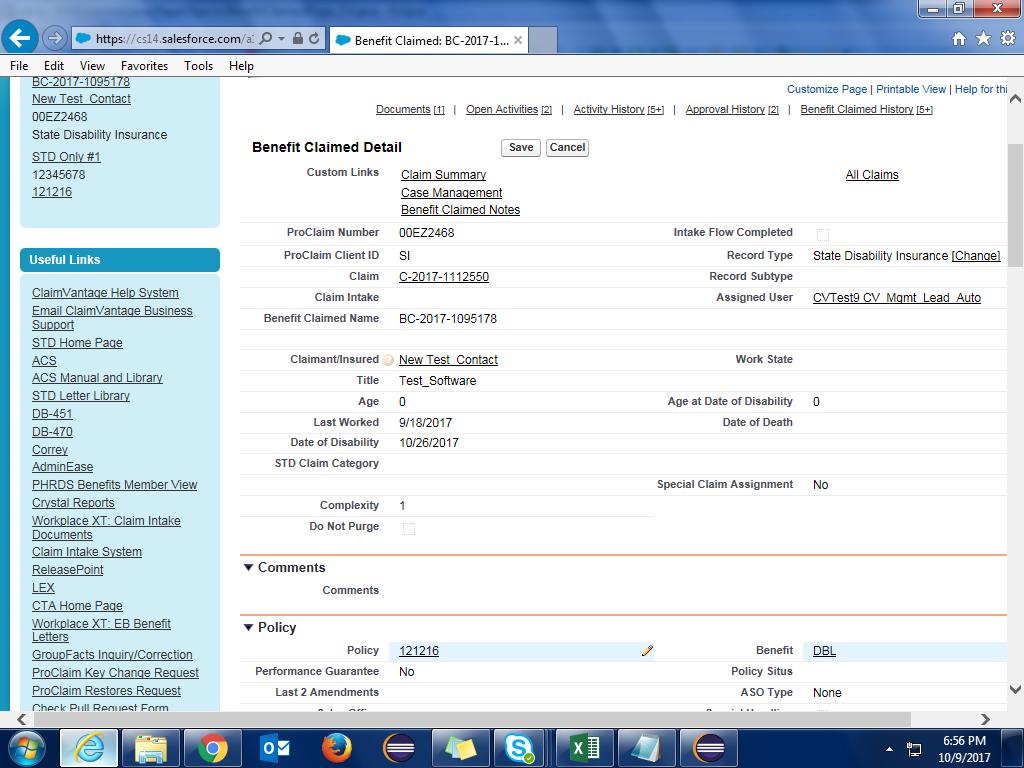 https://cs14.salesforce.com/a
Benefit Claimed: BC-2017-1...
File Edit View Favorites Tools Help
BC-2017-1095178
New Test_Contact
00EZ2468
State Disability Insurance
STD Only #1
12345678
121216
Useful Links
ClaimVantage Help System
Email ClaimVantage Business
Support
STD Home Page
ACS
ACS Manual and Library
STD Letter Library
DB-451
DB-470
Correy
AdminEase
PHRDS Benefits Member View
Crystal Reports
Workplace XT: Claim Intake
Documents
Claim Intake System
ReleasePoint
LEX
CTA Home Page
Workplace XT: EB Benefit
Letters
GroupFacts Inquiry/Correction
ProClaim Key Change Request
ProClaim Restores Request
Check Pull Request Form
Customize Page | Printable View | Help for thi
Documents [1] | Open Activities [2] | Activity History [5+] | Approval History [2] | Benefit Claimed History [5+]
Benefit Claimed Detail Save Cancel
Custom Links Claim Summary All Claims
Case Management
Benefit Claimed Notes
ProClaim Number 00EZ2468 Intake Flow Completed
ProClaim Client ID SI Record Type State Disability Insurance [Change]
Claim C-2017-1112550 Record Subtype
Claim Intake Assigned User CVTest9 CV_Mgmt_Lead_Auto
Benefit Claimed Name BC-2017-1095178
Claimant/Insured New Test_Contact Work State
Title Test_Software
Age 0 Age at Date of Disability 0
Last Worked 9/18/2017 Date of Death
Date of Disability 10/26/2017
STD Claim Category
Special Claim Assignment No
Complexity 1
Do Not Purge
Comments
Comments
Policy
Policy 121216 Benefit DBL
Performance Guarantee No Policy Situs
Last 2 Amendments ASO Type None
6:56 PM
10/9/2017